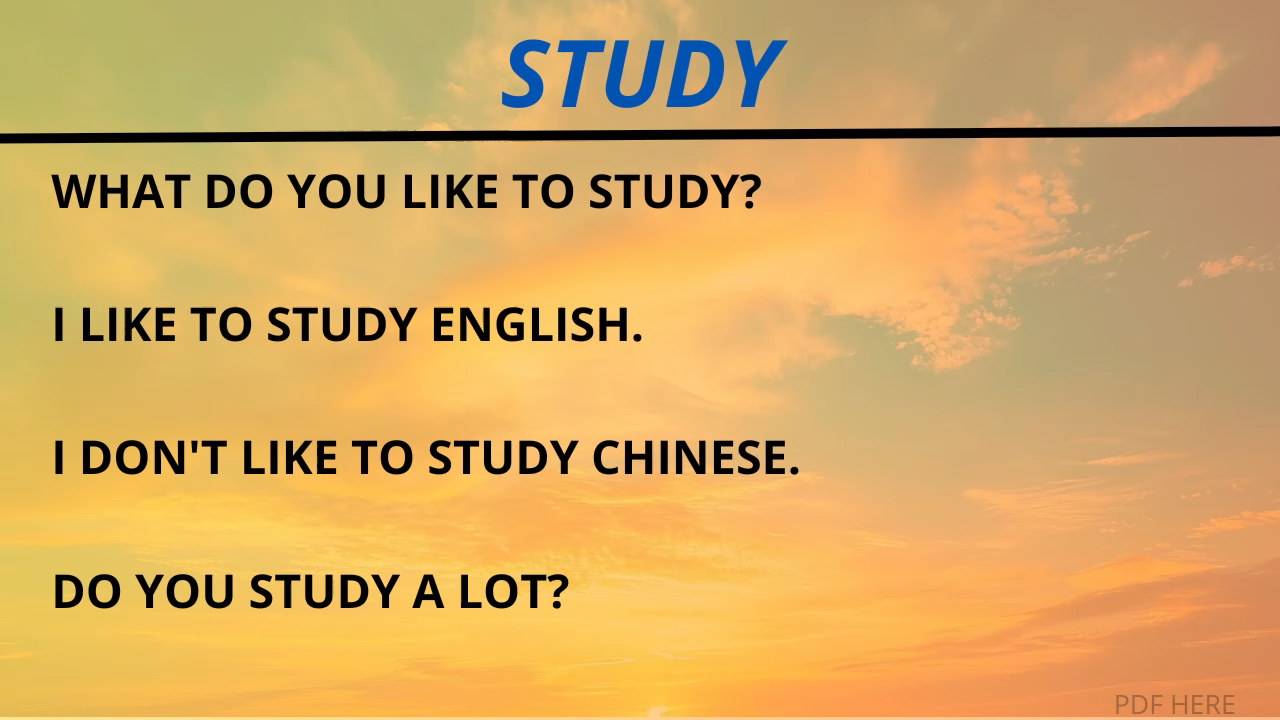 STUDY
WHAT DO YOU LIKE TO STUDY?
I LIKE TO STUDY ENGLISH.
I DON'T LIKE TO STUDY CHINESE.
DO YOU STUDY A LOT?
PDF HERE